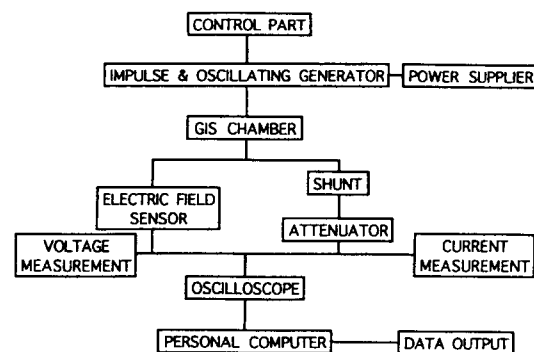 CONTROL PART
IMPULSE & OSCILLATING GENERATOR
POWER SUPPLIER
GIS CHAMBER
ELECTRIC FIELD
SENSOR
SHUNT
ATTENUATOR
VOLTAGE
MEASUREMENT
CURRENT
MEASUREMENT
OSCILLOSCOPE
PERSONAL COMPUTER
DATA OUTPUT